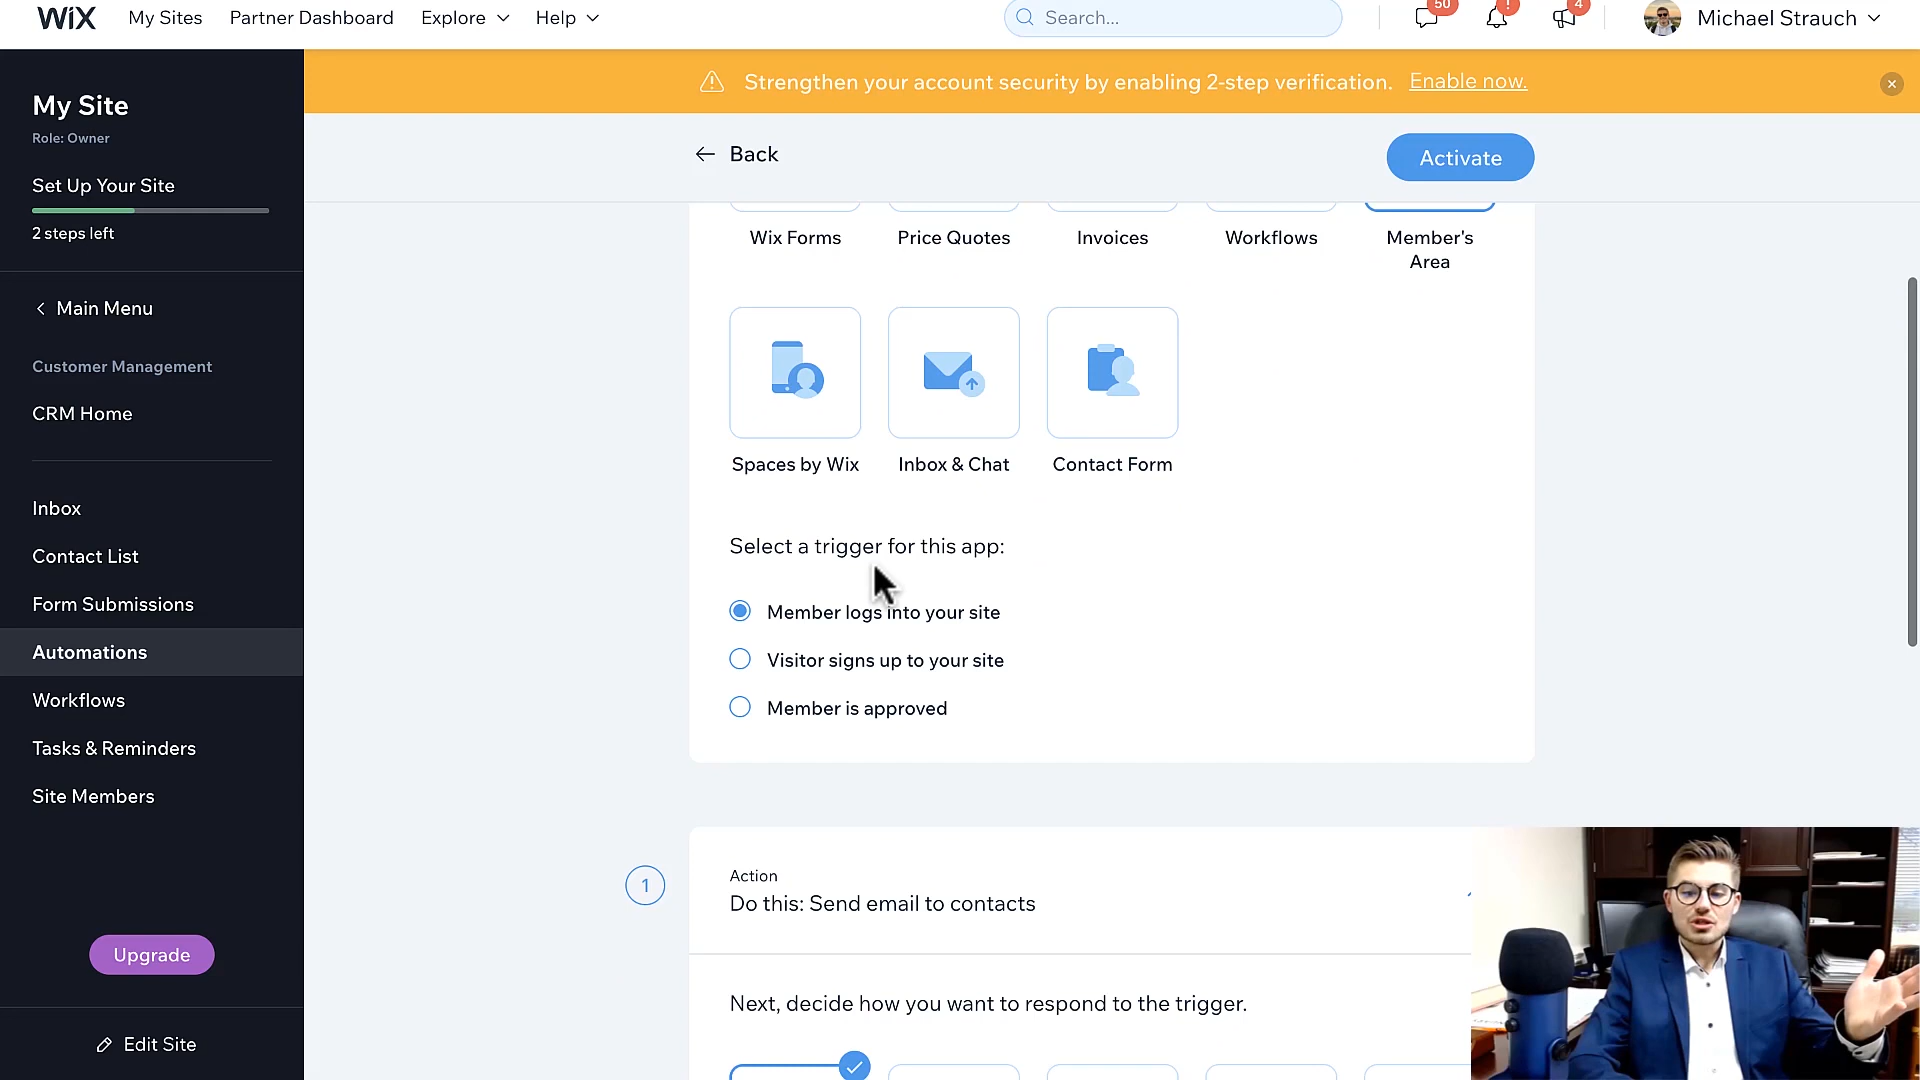 WiX
My Sites
Partner Dashboard
Explore
Help
Search...
50
!
4
Michael Strauch
Strengthen your account security by enabling 2-step verification.
Enable now.
My Site
Role: Owner
Set Up Your Site
2 steps left
Main Menu
Customer Management
CRM Home
Inbox
Contact List
Form Submissions
Automations
Workflows
Tasks & Reminders
Site Members
Upgrade
Edit Site
Back
Activate
Wix Forms
Price Quotes
Invoices
Workflows
Member's
Area
Spaces by Wix
Inbox & Chat
Contact Form
Select a trigger for this app:
Member logs into your site
Visitor signs up to your site
Member is approved
1
Action
Do this: Send email to contacts
Next, decide how you want to respond to the trigger.